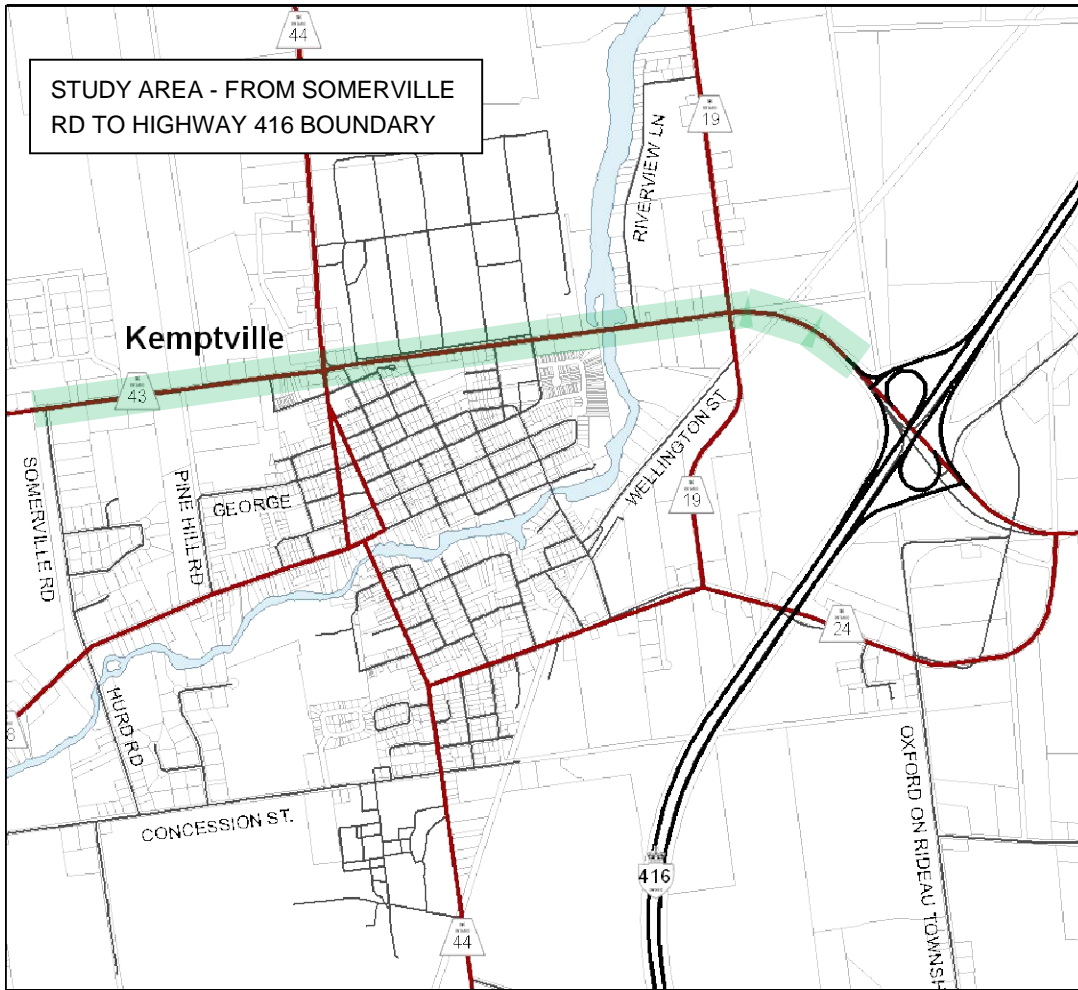 44
STUDY AREA - FROM SOMERVILLE
RD TO HIGHWAY 416 BOUNDARY
19
RIVERVIEW LN
Kemptville
43
SOMERVILLE RD
PINE HILL RD
GEORGE
WELLINGTON ST
19
24
HURD RD
CONCESSION ST.
OXFORD ON RIDEAU TOWNSH
416
44